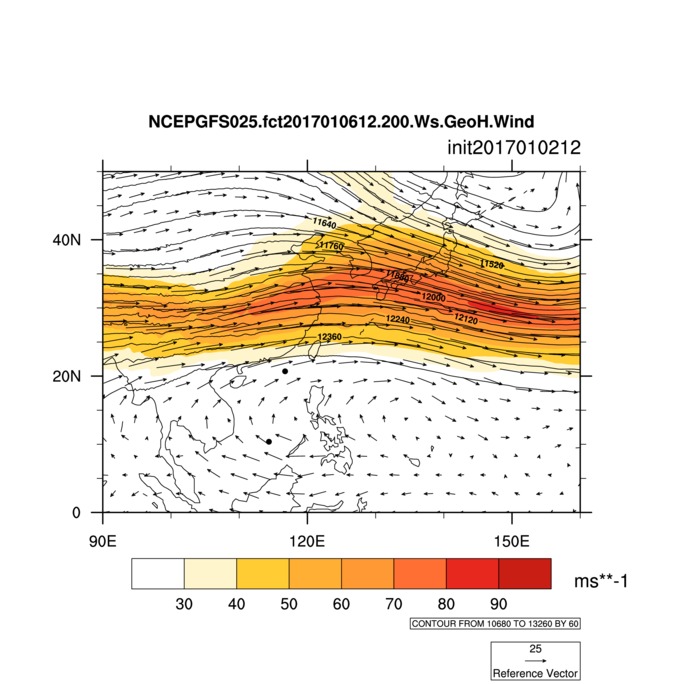 NCEPGFS025.fct2017010612.200.Ws.GeoH.Wind
init2017010212
40N
20N
0
90E 120E 150E
11640
11760
11520
11880
12000
12120
12240
12360
30 40 50 60 70 80 90
ms**-1
CONTOUR FROM 10680 TO 13260 BY 60
25
Reference Vector